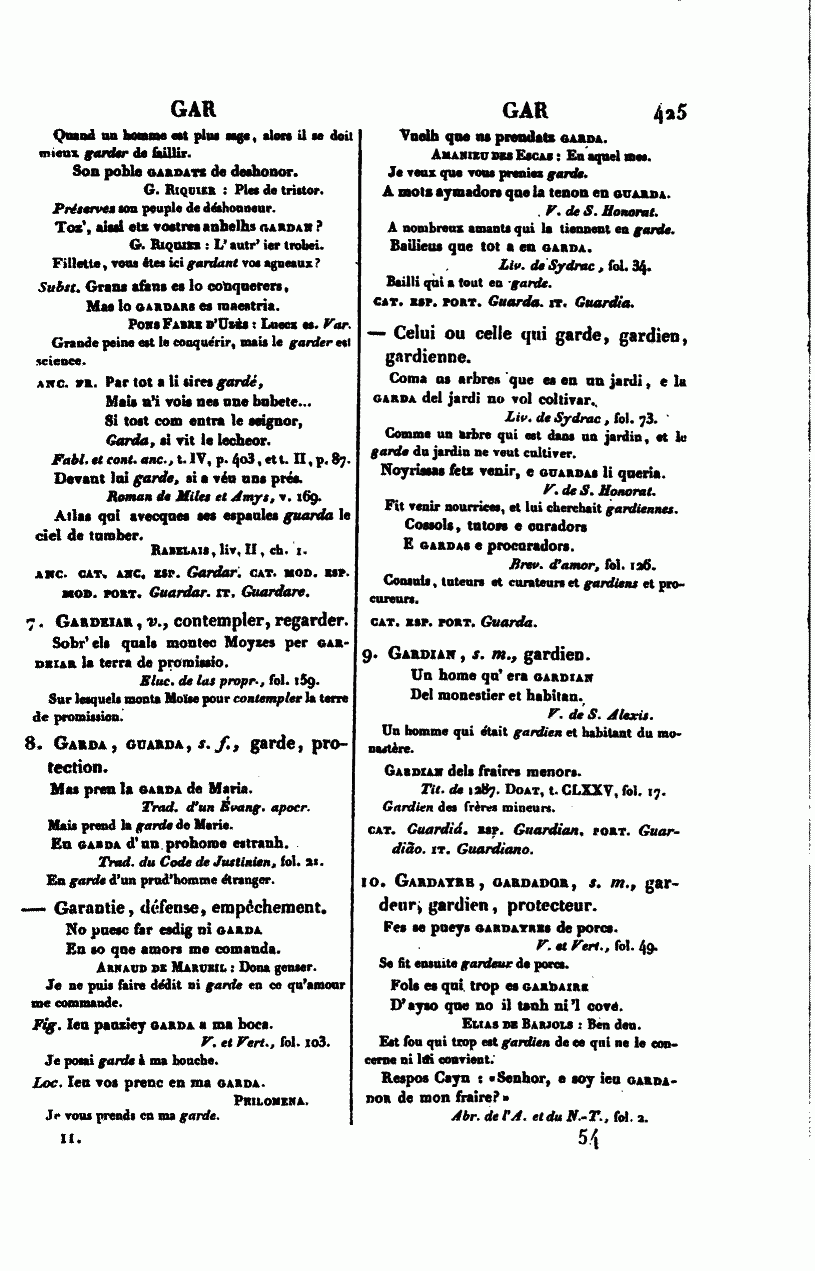 GAR
Quand un homme est plus sage, alors il se doit
mieux garder de faillir.
Son poble GARDATZ de deshonor.
G. RIQUIER : Ples de tristor.
Préserves son peuple de déshonneur.
Toz', aissi etz vostres anhelhs GARDAN ?
G. RIQUIER : L'autr' ier trobei.
Fillette, vous êtes ici gardant vos agneaux ?
Subst. Grans afans es lo conquerers,
Mas lo GARDARS es maestria.
PONS FABRE D'UZÈS : Luecx es. Var.
Grande peine est le conquérir, mais le garder est
science.
ANC. FR. Par tot a li sires gardé,
Mais n'i vois nes une bubete...
Si tost com entra le seignor,
Garda, si vit le lecheor.
Fabl. et cont. anc., t. IV, p. 403, et t. II, p. 87.
Devant lui garde, si a véu uns prés.
Roman de Miles et Amys, v. 169.
Atlas qui avecques ses espaules guarda le
ciel de tumber.
RABELAIS, liv. II, ch. 1.
ANC. CAT. ANC. ESP. Gardar. CAT. MOD. ESP.
MOD. PORT. Guardar. IT. Guardare.
7. GARDEIAR, v., contempler, regarder.
Sobr' els quals montec Moyzes per GAR-
DEIAR la terra de promissio.
Eluc. de las propr., fol. 159.
Sur lesquels monta Moïse pour contempler la terre
de promission.
8. GARDA, GUARDA, s. f., garde, pro-
tection.
Mas pren la GARDA de Maria.
Trad. d'un Évang. apocr.
Mais prend la garde de Marie.
En GARDA d'un prohome estranh.
Trad. du Code de Justinien, fol. 21.
En garde d'un prud'homme étranger.
— Garantie, défense, empêchement.
No puesc far esdig ni GARDA
En so que amors me comanda.
ARNAUD DE MARUEIL : Dona genser.
Je ne puis faire dédit ni garde en ce qu'amour
me commande.
Fig. Ieu pauziey GARDA a ma boca.
V. et Vert., fol. 103.
Je posai garde à ma bouche.
Loc. Ieu vos prenc en ma GARDA.
PHILOMENA.
Je vous prends en ma garde.
II.
GAR 425
Vuelh que us prendatz GARDA.
AMANIEU DES ESCAS : En aquel mes.
Je veux que vous preniez garde.
A motz aymadors que la tenon en GUARDA.
V. de S. Honorat.
A nombreux amants qui la tiennent en garde.
Bailieus que tot a en GARDA.
Liv. de Sydrac, fol. 34.
Bailli qui a tout en garde.
CAT. ESP. PORT. Guarda. IT. Guardia.
— Celui ou celle qui garde, gardien,
gardienne.
Coma us arbres que es en un jardi, e la
GARDA del jardi no vol coltivar.
Liv. de Sydrac, fol. 73.
Comme un arbre qui est dans un jardin, et le
garde du jardin ne veut cultiver.
Noyrissas fetz venir, e GUARDAS li queria.
V. de S. Honorat.
Fit venir nourrices, et lui cherchait gardiennes.
Cossols, tutors e curadors
E GARDAS e procuradors.
Brev. d'amor, fol. 126.
Consuls, tuteurs et curateurs et gardiens et pro-
cureurs.
CAT. ESP. PORT. Guarda.
9. GARDIAN, s. m., gardien.
Un home qu' era GARDIAN
Del monestier et habitan.
V. de S. Alexis.
Un homme qui était gardien et habitant du mo-
nastère.
GARDIAN dels fraires menors.
Tit. de 1287. DOAT, t. CLXXV, fol. 17.
Gardien des frères mineurs.
CAT. Guardiá. ESP. Guardian. PORT. Guar-
dião. IT. Guardiano.
10. GARDAYRE, GARDADOR, s. m., gar-
deur, gardien, protecteur.
Fes se pueys GARDAYRES de porcs.
V. et Vert., fol. 49.
Se fit ensuite gardeur de porcs.
Fols es qui trop es GARDAIRE
D'ayso que no il tanh ni'l cové.
ELIAS DE BARJOLS : Ben deu.
Est fou qui trop est gardien de ce qui ne le con-
cerne ni lui convient.
Respos Cayn : «Senhor, e soy ieu GARDA-
DOR de mon fraire?»
Abr. de l'A. et du N.-T., fol. 2.
54